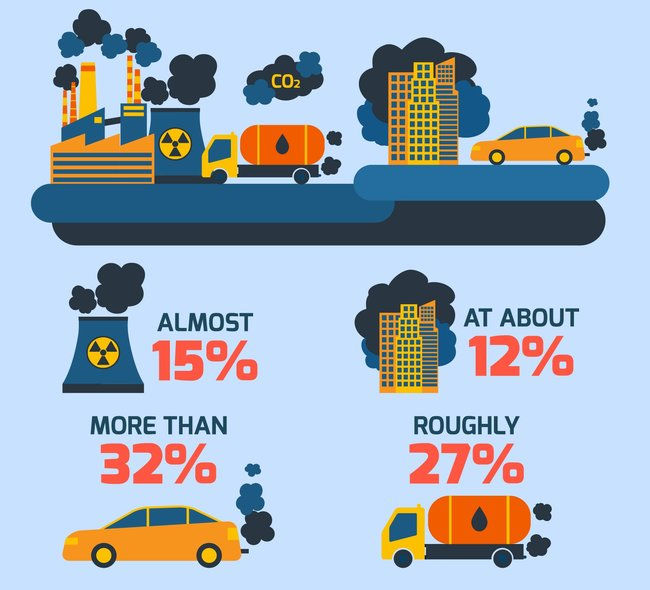 CO₂
ALMOST
15%
AT ABOUT
12%
MORE THAN
32%
ROUGHLY
27%